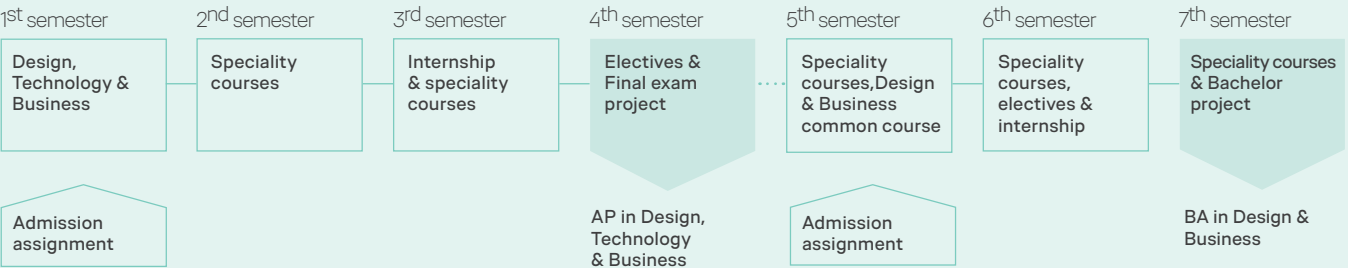 1st semester
2nd semester
3rd semester
4th semester
5th semester
6th semester
7th semester
Design,
Technology &
Business
Speciality
courses
Internship
& speciality
courses
Electives &
Final exam
project
Speciality
courses,Design
& Business
common course
Speciality
courses,
electives &
internship
Speciality courses
& Bachelor
project
Admission
assignment
AP in Design,
Technology
& Business
Admission
assignment
BA in Design &
Business